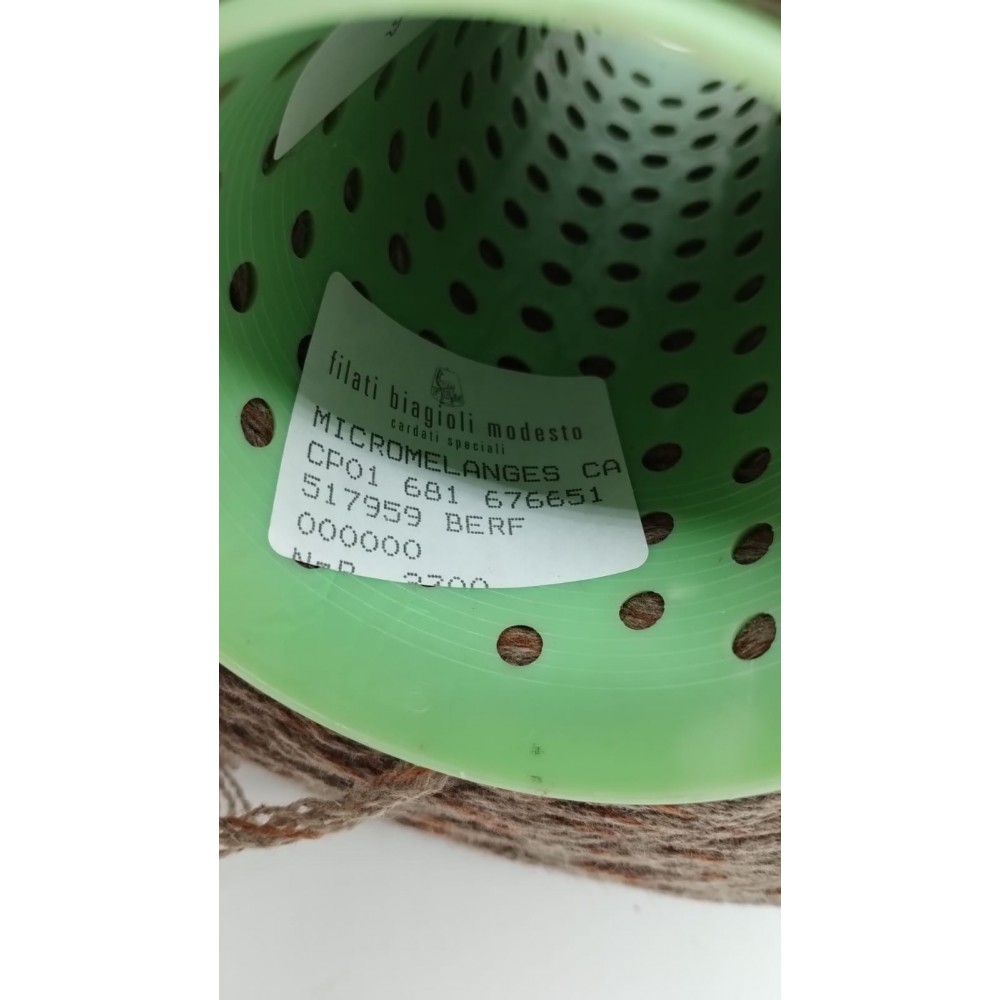 filati biagioli modesto
cardati speciali
MICROMELANGES CA
CP01 681 676651
517959 BERF
000000